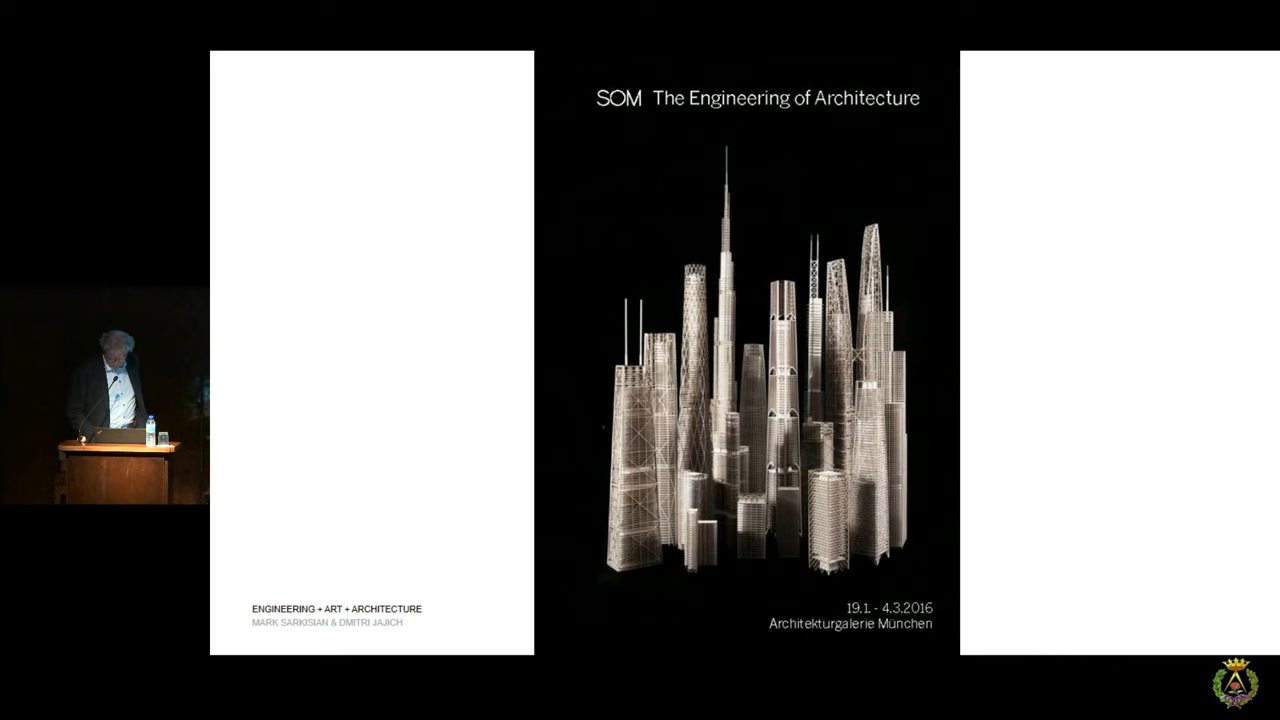 SOM The Engineering of Architecture
19.1. - 4.3.2016
Architekturgalerie München
ENGINEERING + ART + ARCHITECTURE
MARK SARKISIAN & DMITRI JAJICH